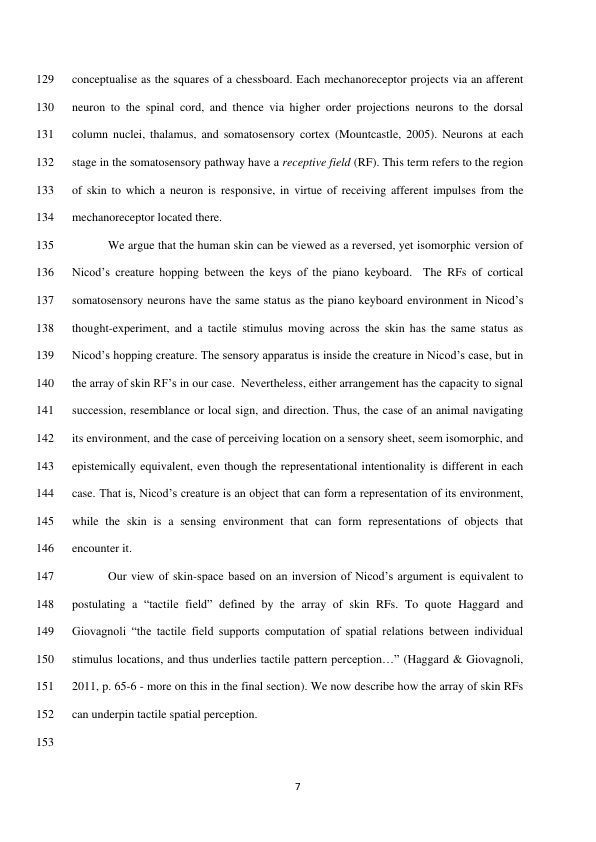 129 conceptualise as the squares of a chessboard. Each mechanoreceptor projects via an afferent
130 neuron to the spinal cord, and thence via higher order projections neurons to the dorsal
131 column nuclei, thalamus, and somatosensory cortex (Mountcastle, 2005). Neurons at each
132 stage in the somatosensory pathway have a receptive field (RF). This term refers to the region
133 of skin to which a neuron is responsive, in virtue of receiving afferent impulses from the
134 mechanoreceptor located there.
135 We argue that the human skin can be viewed as a reversed, yet isomorphic version of
136 Nicod’s creature hopping between the keys of the piano keyboard.  The RFs of cortical
137 somatosensory neurons have the same status as the piano keyboard environment in Nicod’s
138 thought-experiment, and a tactile stimulus moving across the skin has the same status as
139 Nicod’s hopping creature. The sensory apparatus is inside the creature in Nicod’s case, but in
140 the array of skin RF’s in our case.  Nevertheless, either arrangement has the capacity to signal
141 succession, resemblance or local sign, and direction. Thus, the case of an animal navigating
142 its environment, and the case of perceiving location on a sensory sheet, seem isomorphic, and
143 epistemically equivalent, even though the representational intentionality is different in each
144 case. That is, Nicod’s creature is an object that can form a representation of its environment,
145 while the skin is a sensing environment that can form representations of objects that
146 encounter it.
147 Our view of skin-space based on an inversion of Nicod’s argument is equivalent to
148 postulating a “tactile field” defined by the array of skin RFs. To quote Haggard and
149 Giovagnoli “the tactile field supports computation of spatial relations between individual
150 stimulus locations, and thus underlies tactile pattern perception…” (Haggard & Giovagnoli,
151 2011, p. 65-6 - more on this in the final section). We now describe how the array of skin RFs
152 can underpin tactile spatial perception.
153
7